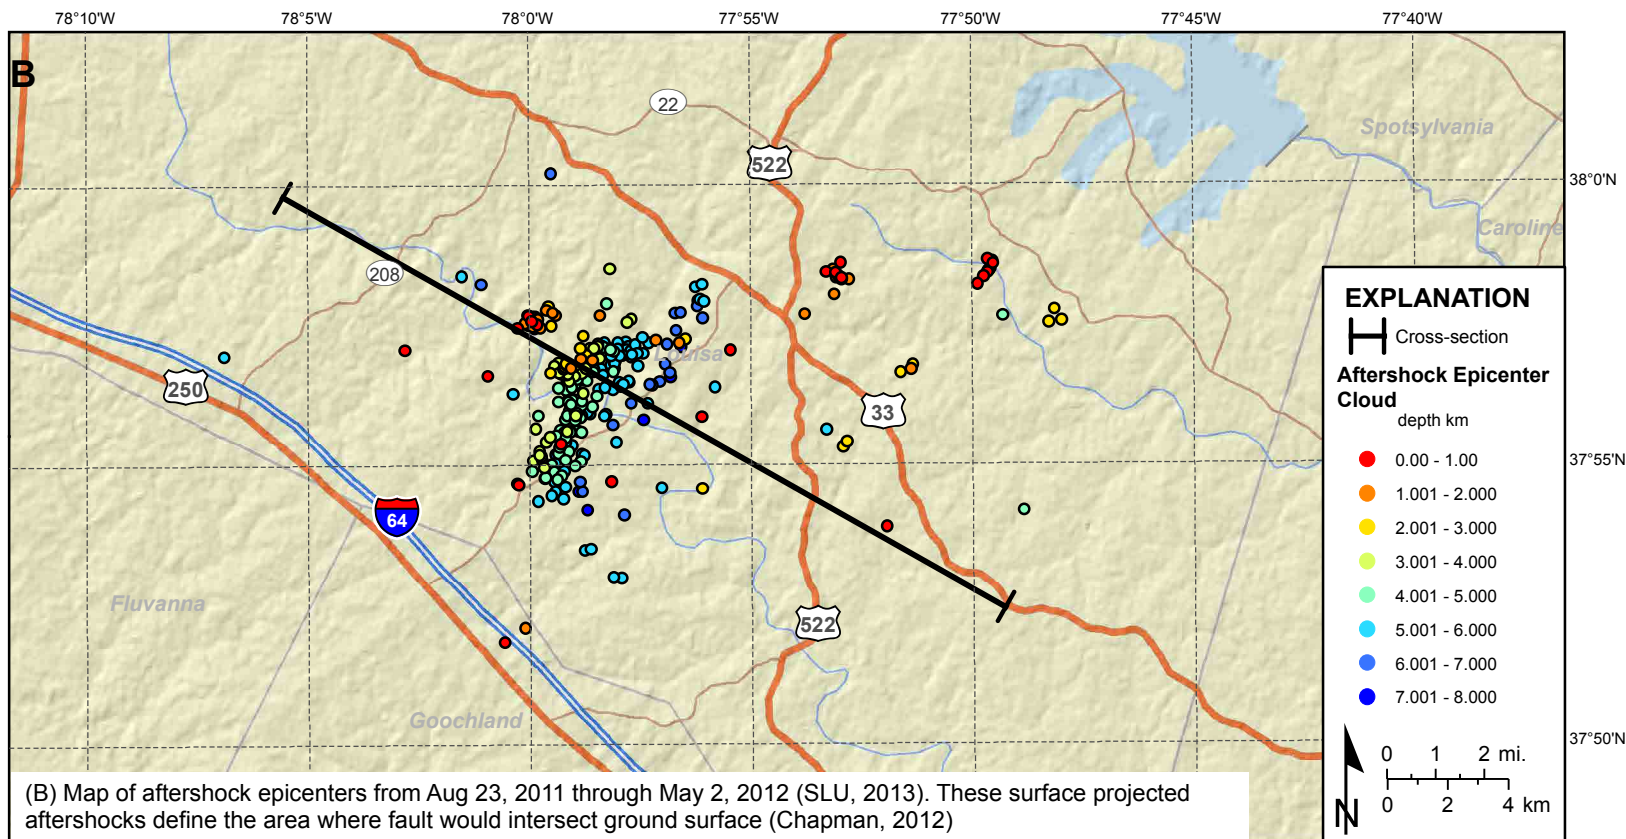 78°10'W 78°5'W 78°0'W 77°55'W 77°50'W 77°45'W 77°40'W
B
22
Spotsylvania
522
38°0'N
Caroline
208
EXPLANATION
Cross-section
Louisa
250
Aftershock Epicenter
Cloud
33
depth km
0.00 - 1.00
37°55'N
1.001 - 2.000
64
2.001 - 3.000
3.001 - 4.000
Fluvanna
4.001 - 5.000
522
5.001 - 6.000
6.001 - 7.000
7.001 - 8.000
Goochland
37°50'N
0 1 2 mi.
0 2 4 km
N
(B) Map of aftershock epicenters from Aug 23, 2011 through May 2, 2012 (SLU, 2013). These surface projected
aftershocks define the area where fault would intersect ground surface (Chapman, 2012)